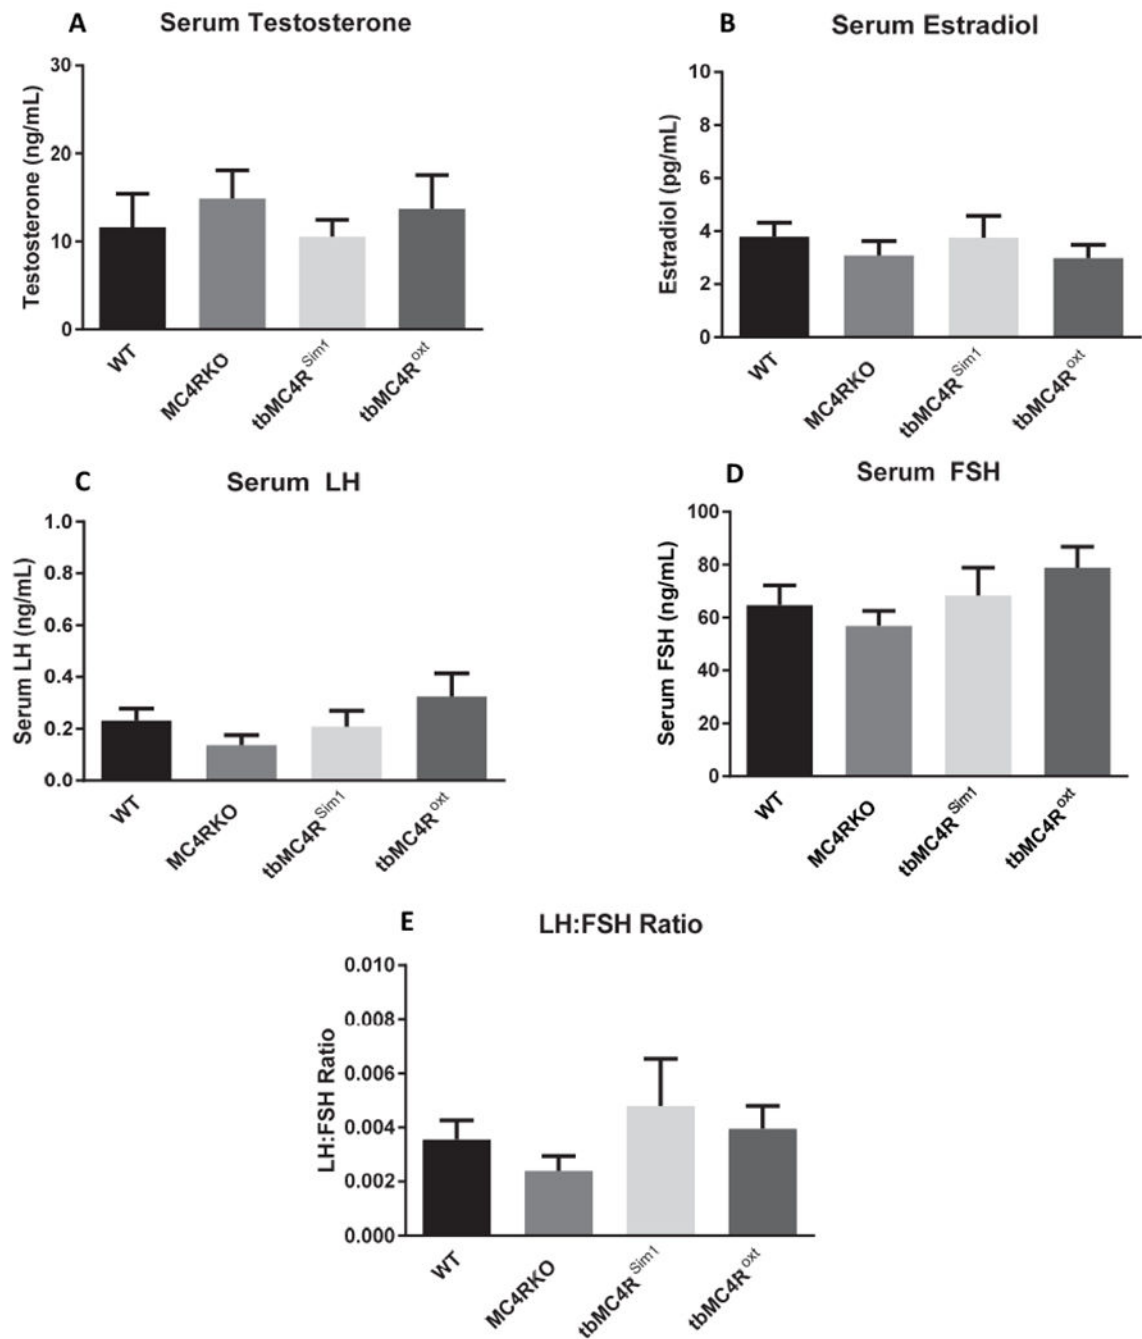 A Serum Testosterone
Testosterone (ng/mL)
30
20
10
0
WT
MC4RKO
tbMC4R^Sim1
tbMC4R^oxt
B Serum Estradiol
Estradiol (pg/mL)
10
8
6
4
2
0
WT
MC4RKO
tbMC4R^Sim1
tbMC4R^oxt
C Serum LH
Serum LH (ng/mL)
1.0
0.8
0.6
0.4
0.2
0.0
WT
MC4RKO
tbMC4R^Sim1
tbMC4R^oxt
D Serum FSH
Serum FSH (ng/mL)
100
80
60
40
20
0
WT
MC4RKO
tbMC4R^Sim1
tbMC4R^oxt
E LH:FSH Ratio
LH:FSH Ratio
0.010
0.008
0.006
0.004
0.002
0.000
WT
MC4RKO
tbMC4R^Sim1
tbMC4R^oxt